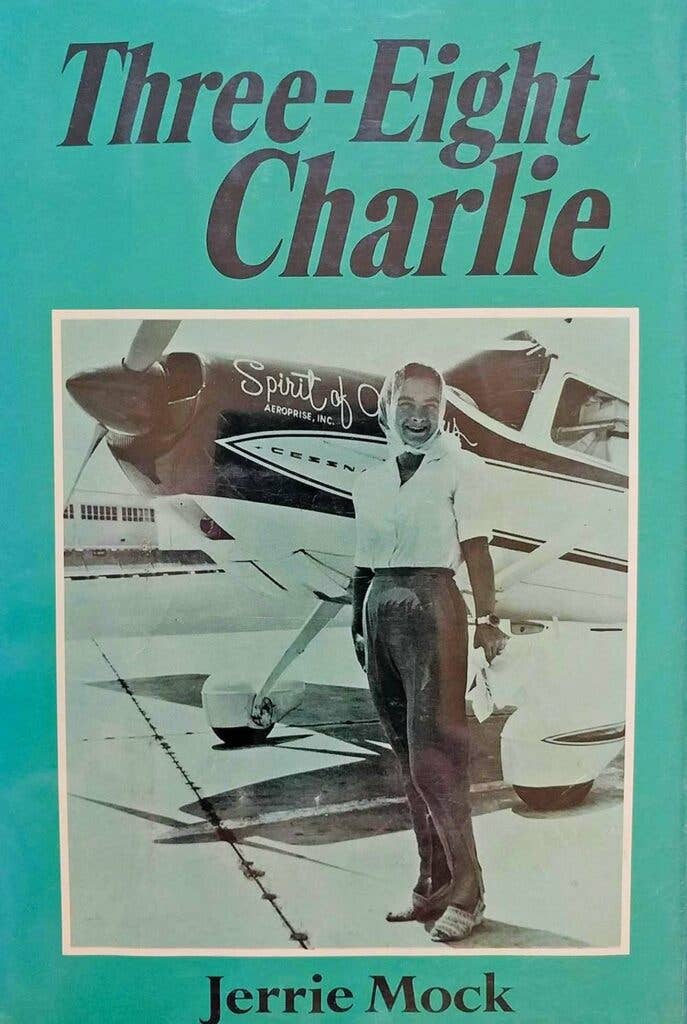 Three-Eight
Charlie
Spirit of
AEROPRISE, INC.
Jerrie Mock